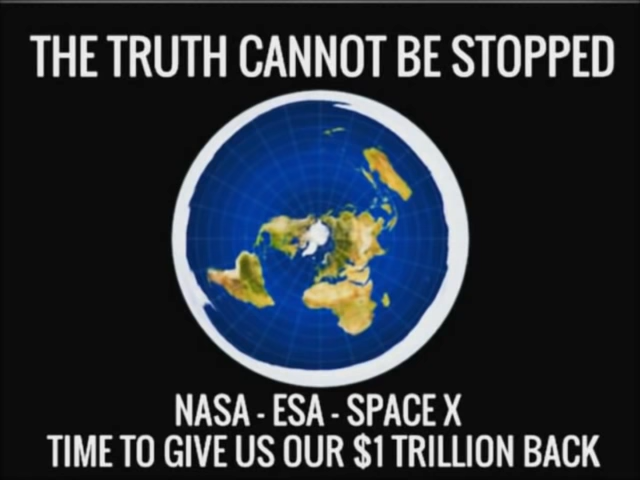 THE TRUTH CANNOT BE STOPPED
NASA - ESA - SPACE X
TIME TO GIVE US OUR $1 TRILLION BACK